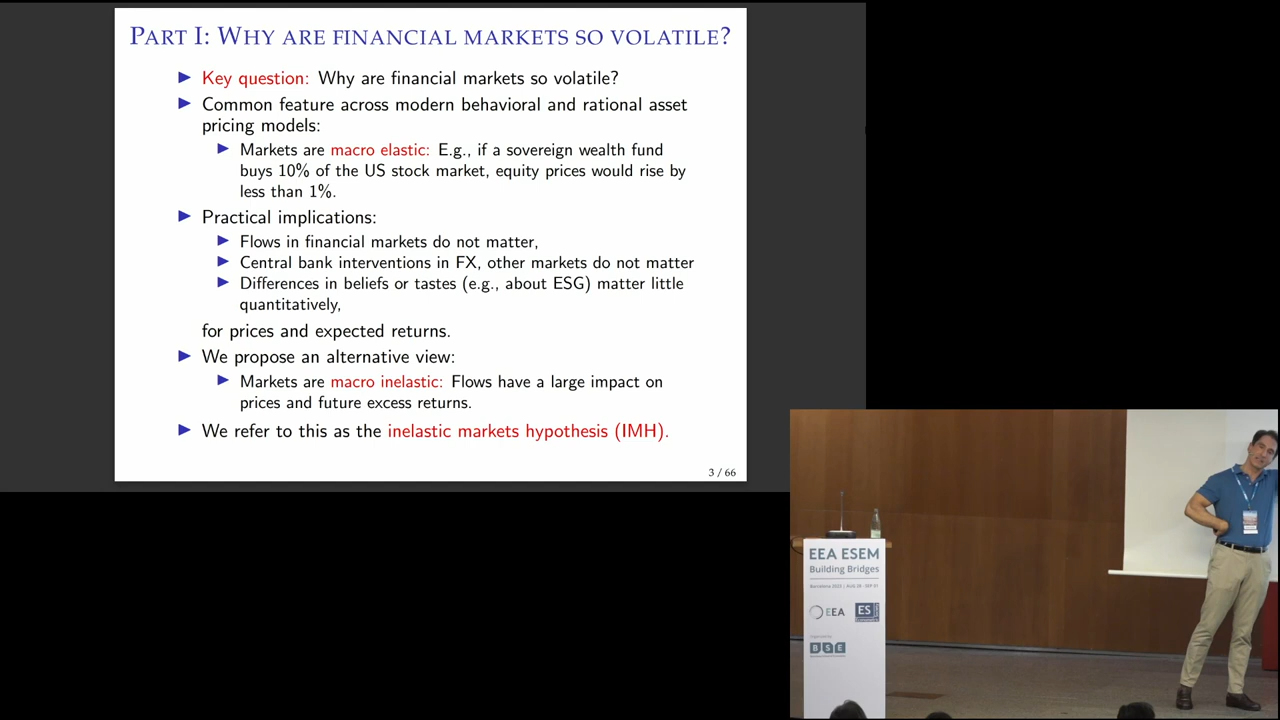 PART I: WHY ARE FINANCIAL MARKETS SO VOLATILE?
Key question: Why are financial markets so volatile?
Common feature across modern behavioral and rational asset
pricing models:
Markets are macro elastic: E.g., if a sovereign wealth fund
buys 10% of the US stock market, equity prices would rise by
less than 1%.
Practical implications:
Flows in financial markets do not matter,
Central bank interventions in FX, other markets do not matter
Differences in beliefs or tastes (e.g., about ESG) matter little
quantitatively,
for prices and expected returns.
We propose an alternative view:
Markets are macro inelastic: Flows have a large impact on
prices and future excess returns.
We refer to this as the inelastic markets hypothesis (IMH).
3 / 66
EEA ESEM
Building Bridges
EEA
ES
BSE